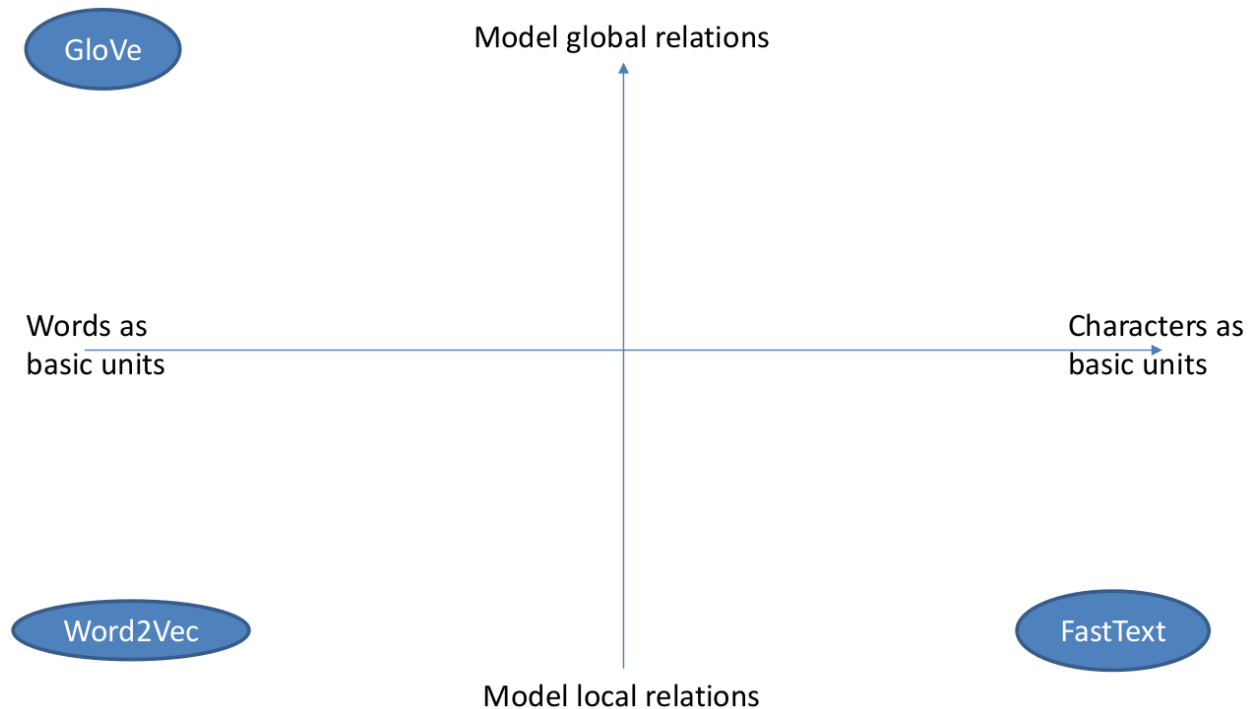 GloVe
Model global relations
Words as
basic units
Characters as
basic units
Word2Vec
FastText
Model local relations